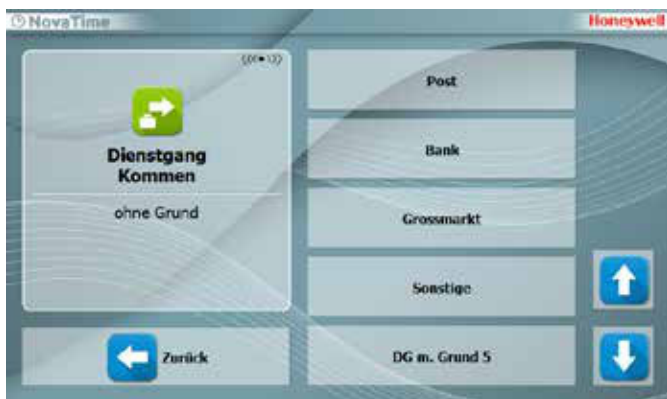 NovaTime
Honeywell
Dienstgang
Kommen
ohne Grund
Zurück
Post
Bank
Grossmarkt
Sonstige
DG m. Grund 5